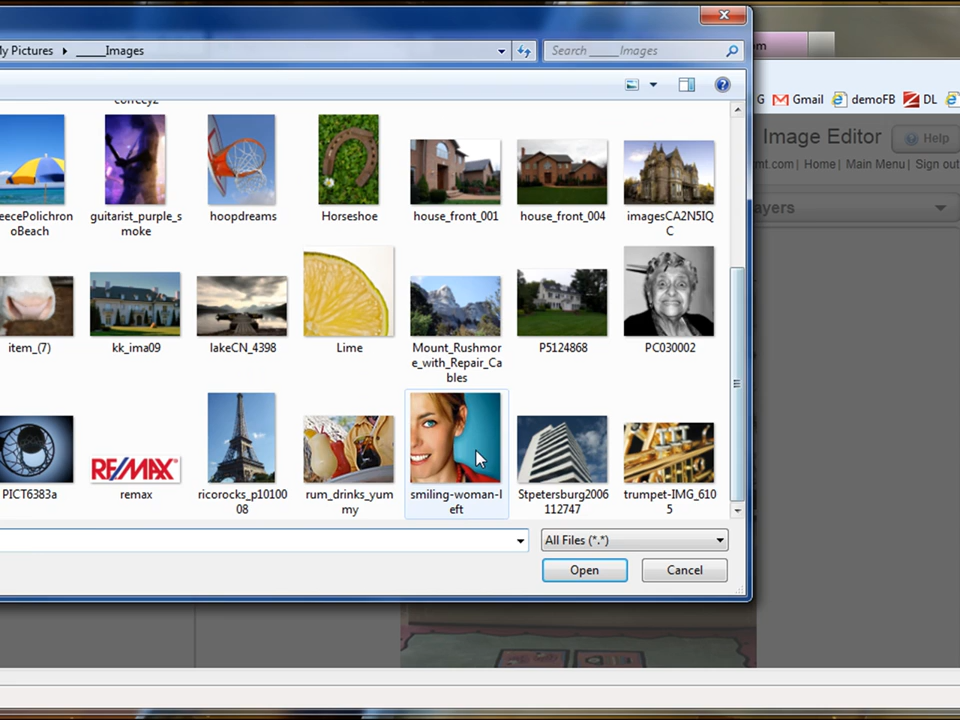 My Pictures ▸ _____Images
Search _____Images
om
G Gmail demoFB DL
Image Editor
Help
mt.com | Home | Main Menu | Sign out
ayers
eecePolichron
oBeach
guitarist_purple_s
moke
hoopdreams
Horseshoe
house_front_001
house_front_004
imagesCA2N5IQ
C
item_(7)
kk_ima09
lakeCN_4398
Lime
Mount_Rushmor
e_with_Repair_Ca
bles
P5124868
PC030002
RE/MAX
PICT6383a
remax
ricorocks_p10100
08
rum_drinks_yum
my
smiling-woman-l
eft
Stpetersburg2006
112747
trumpet-IMG_610
5
All Files (*.*)
Open
Cancel